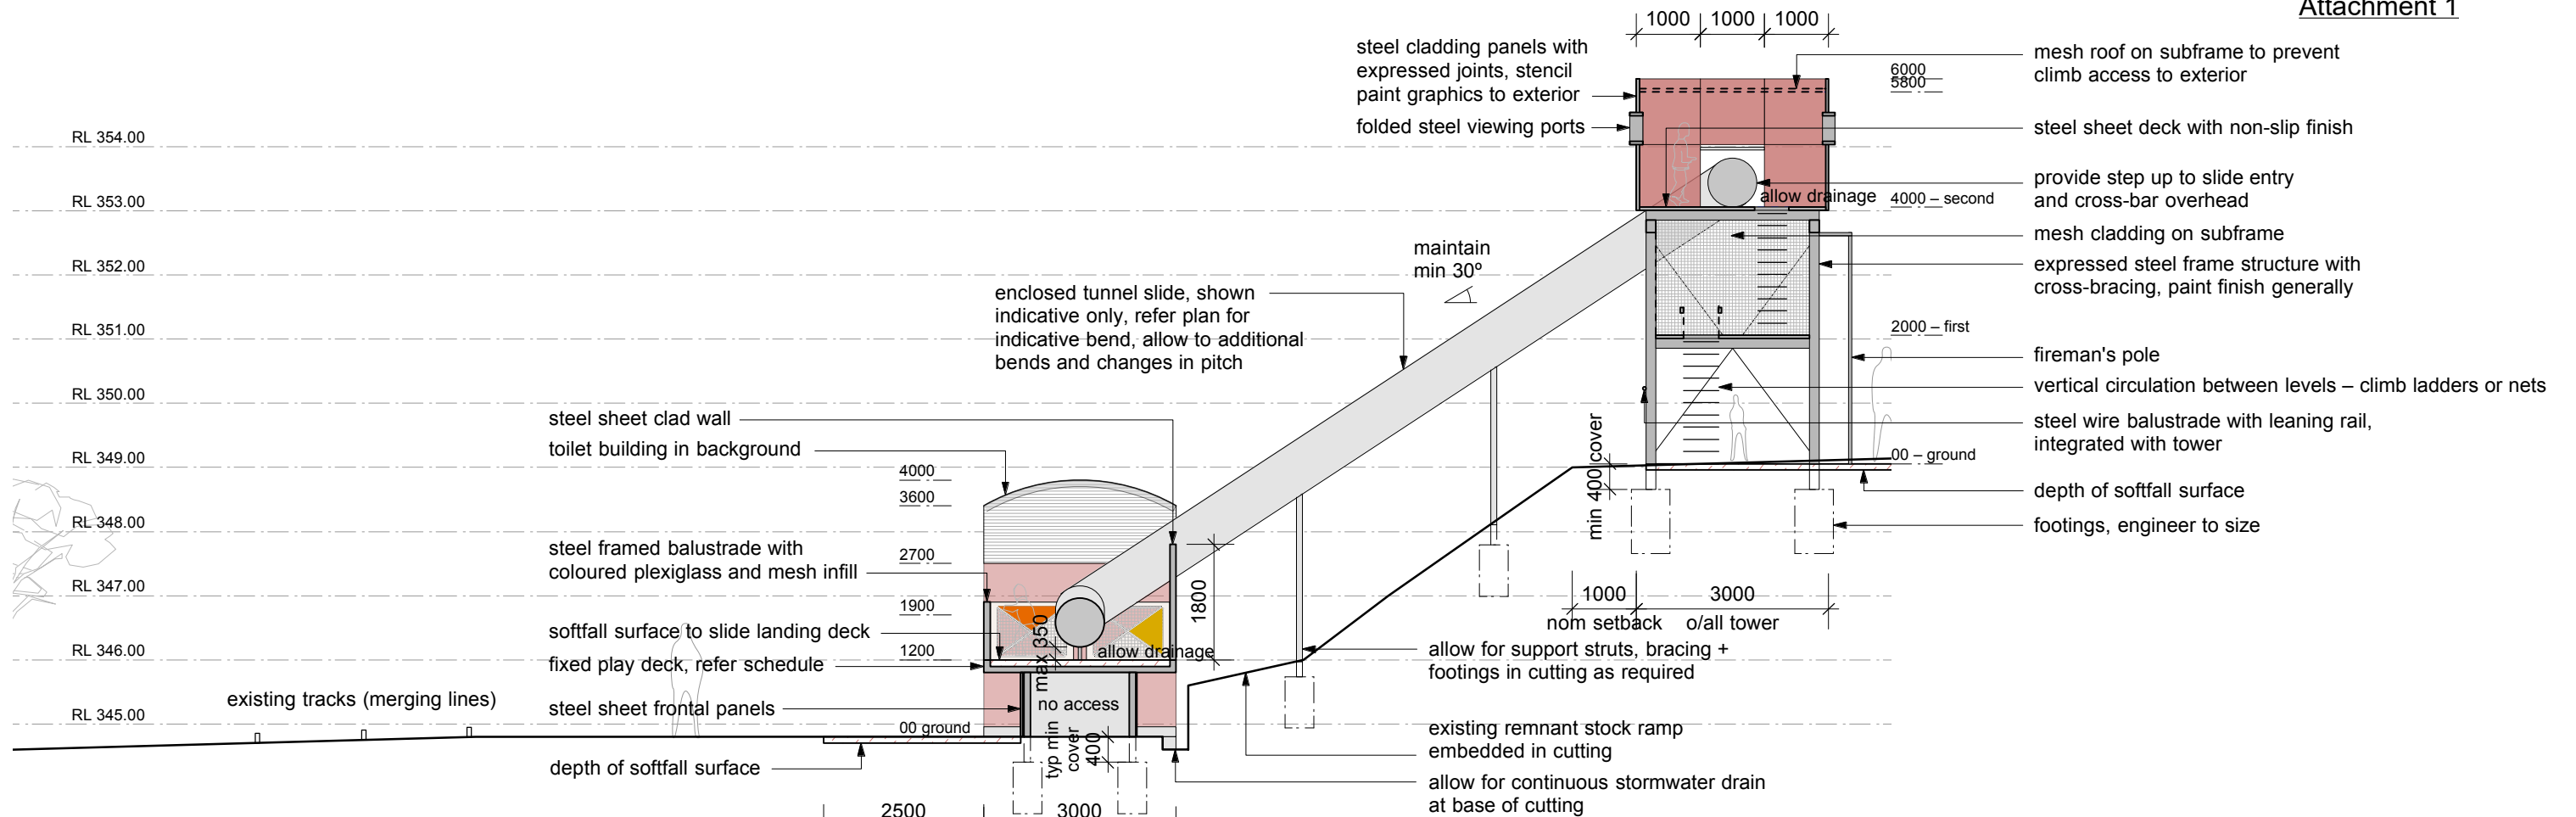 Attachment 1
1000 1000 1000
steel cladding panels with
expressed joints, stencil
paint graphics to exterior
folded steel viewing ports
6000
5800
mesh roof on subframe to prevent
climb access to exterior
steel sheet deck with non-slip finish
provide step up to slide entry
and cross-bar overhead
allow drainage
4000 – second
mesh cladding on subframe
expressed steel frame structure with
cross-bracing, paint finish generally
2000 – first
fireman's pole
vertical circulation between levels – climb ladders or nets
steel wire balustrade with leaning rail,
integrated with tower
00 – ground
depth of softfall surface
footings, engineer to size
RL 354.00
RL 353.00
RL 352.00
RL 351.00
RL 350.00
RL 349.00
RL 348.00
RL 347.00
RL 346.00
RL 345.00
maintain
min 30º
enclosed tunnel slide, shown
indicative only, refer plan for
indicative bend, allow to additional
bends and changes in pitch
steel sheet clad wall
toilet building in background
4000
3600
2700
1900
1200
00 ground
steel framed balustrade with
coloured plexiglass and mesh infill
softfall surface to slide landing deck
fixed play deck, refer schedule
steel sheet frontal panels
existing tracks (merging lines)
depth of softfall surface
max 350
allow drainage
1800
no access
typ min
cover
400
2500 3000
min 400 cover
1000 3000
nom setback o/all tower
allow for support struts, bracing +
footings in cutting as required
existing remnant stock ramp
embedded in cutting
allow for continuous stormwater drain
at base of cutting